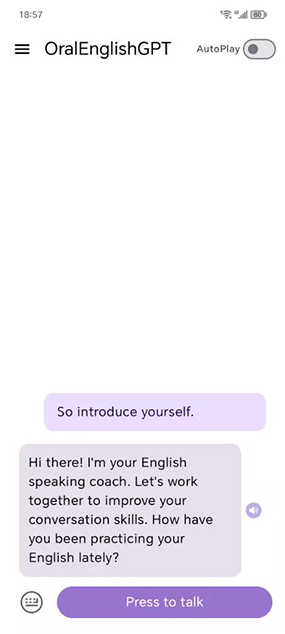 18:57
4G
80
OralEnglishGPT
AutoPlay
So introduce yourself.
Hi there! I'm your English
speaking coach. Let's work
together to improve your
conversation skills. How have
you been practicing your
English lately?
Press to talk